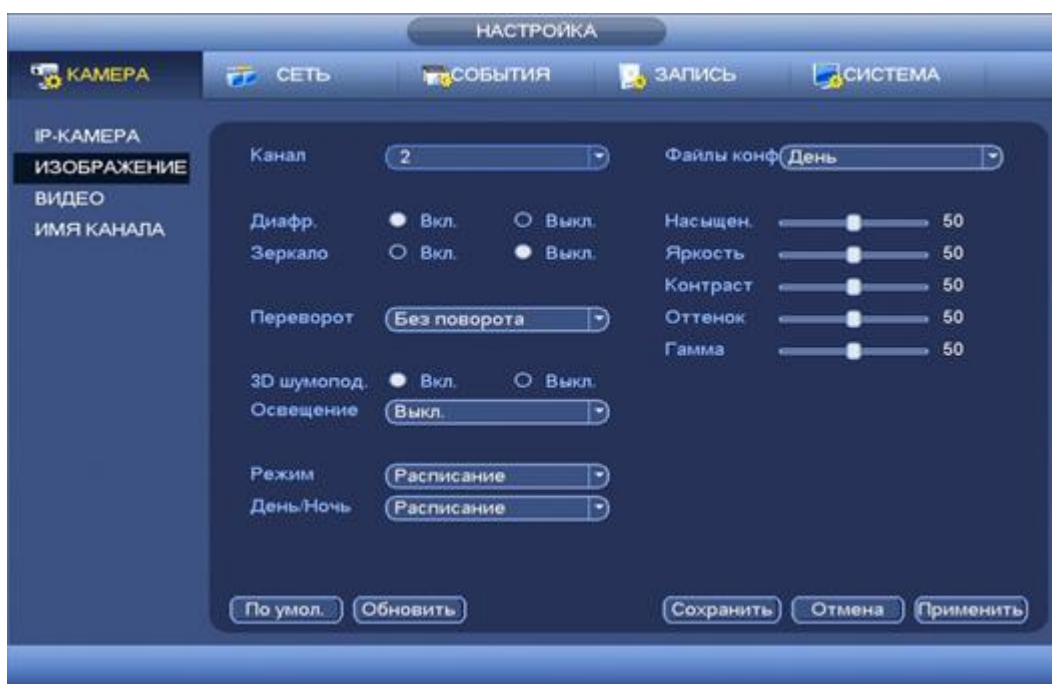 НАСТРОЙКА
КАМЕРА СЕТЬ СОБЫТИЯ ЗАПИСЬ СИСТЕМА
IP-КАМЕРА
ИЗОБРАЖЕНИЕ
ВИДЕО
ИМЯ КАНАЛА
Канал 2 Файлы конф День
Диафр. Вкл. Выкл. Насыщен. 50
Зеркало Вкл. Выкл. Яркость 50
Контраст 50
Переворот Без поворота Оттенок 50
Гамма 50
3D шумопод. Вкл. Выкл.
Освещение Выкл.
Режим Расписание
День/Ночь Расписание
По умол. Обновить Сохранить Отмена Применить